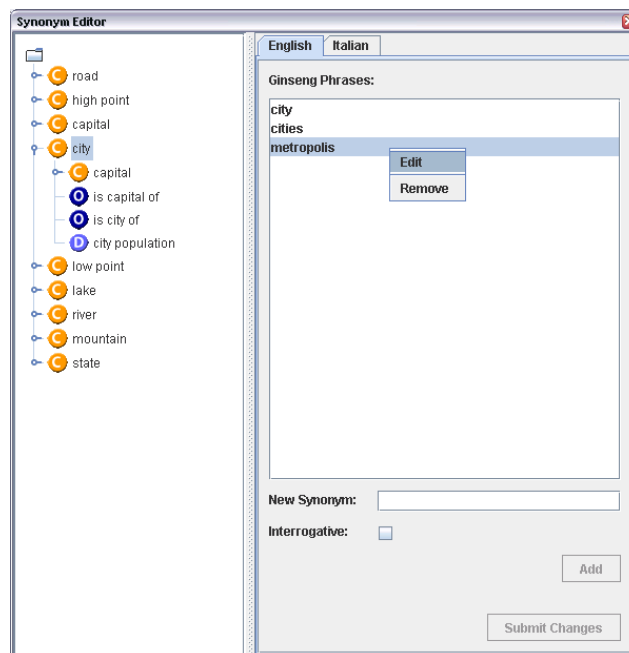 Synonym Editor
C road
C high point
C capital
C city
C capital
O is capital of
O is city of
D city population
C low point
C lake
C river
C mountain
C state
English Italian
Ginseng Phrases:
city
cities
metropolis
Edit
Remove
New Synonym:
Interrogative:
Add
Submit Changes